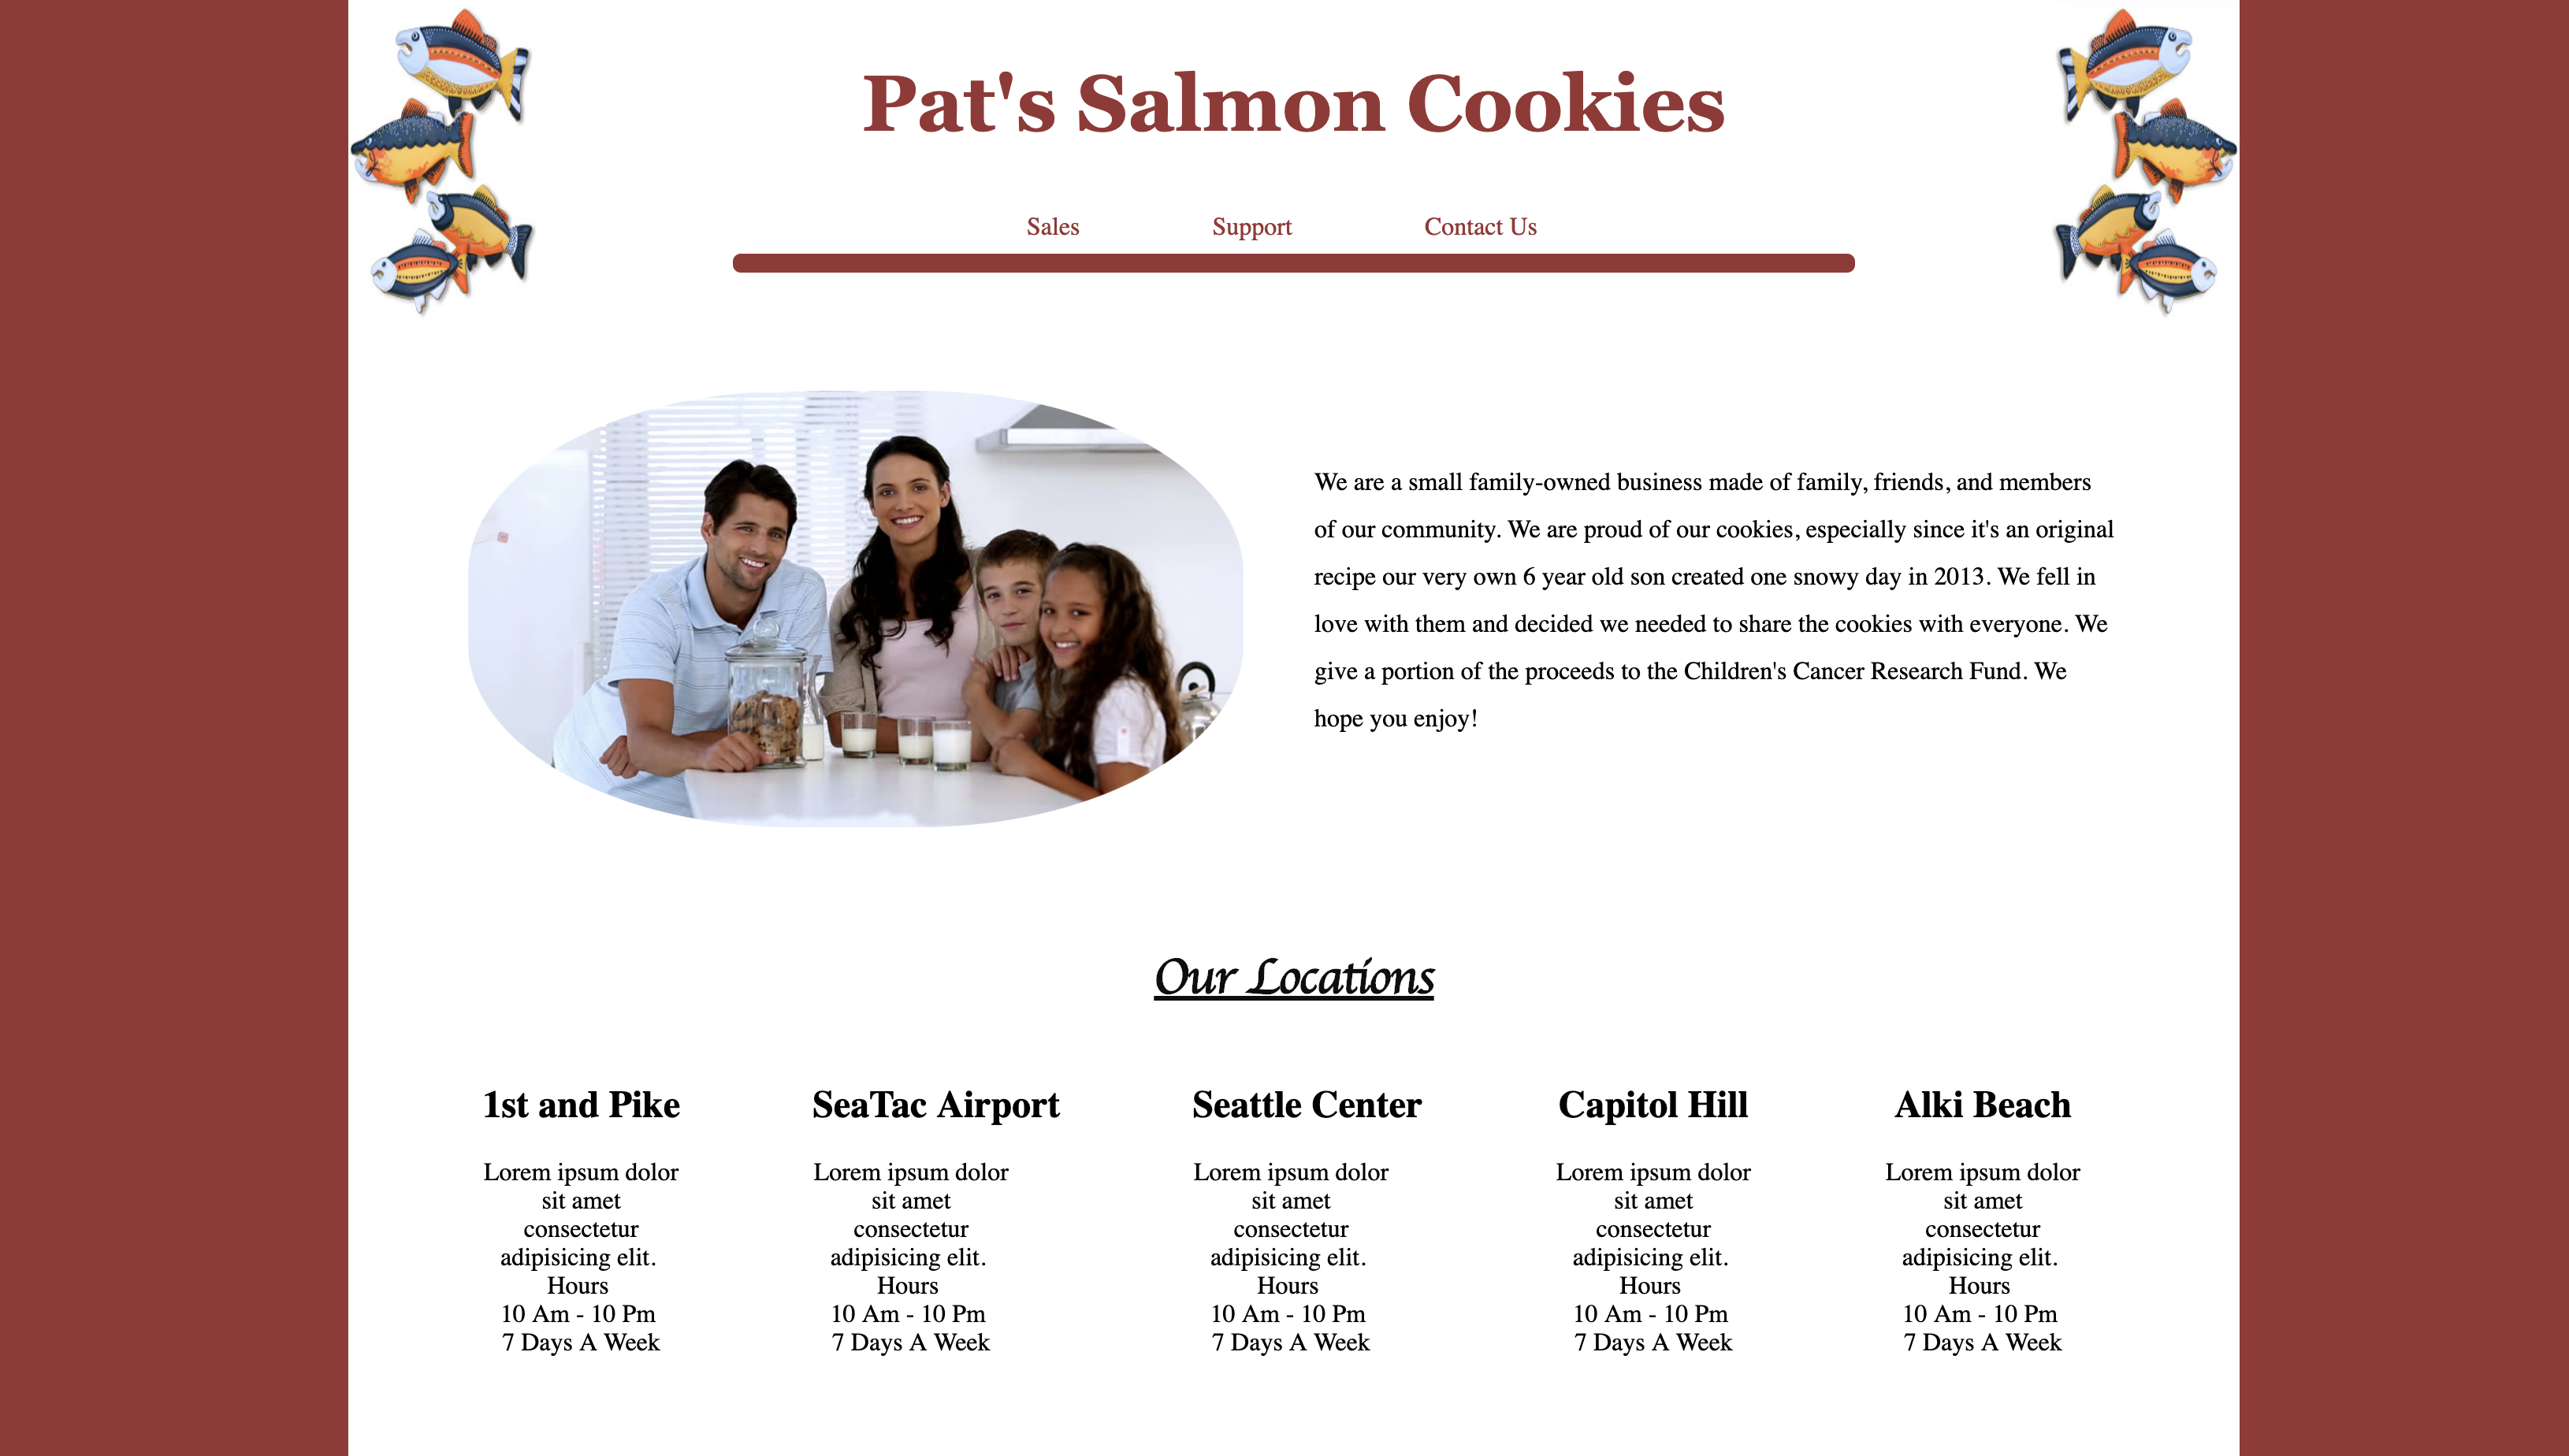 Pat's Salmon Cookies
Sales Support Contact Us
We are a small family-owned business made of family, friends, and members
of our community. We are proud of our cookies, especially since it's an original
recipe our very own 6 year old son created one snowy day in 2013. We fell in
love with them and decided we needed to share the cookies with everyone. We
give a portion of the proceeds to the Children's Cancer Research Fund. We
hope you enjoy!
Our Locations
1st and Pike
Lorem ipsum dolor
sit amet
consectetur
adipisicing elit.
Hours
10 Am - 10 Pm
7 Days A Week
SeaTac Airport
Lorem ipsum dolor
sit amet
consectetur
adipisicing elit.
Hours
10 Am - 10 Pm
7 Days A Week
Seattle Center
Lorem ipsum dolor
sit amet
consectetur
adipisicing elit.
Hours
10 Am - 10 Pm
7 Days A Week
Capitol Hill
Lorem ipsum dolor
sit amet
consectetur
adipisicing elit.
Hours
10 Am - 10 Pm
7 Days A Week
Alki Beach
Lorem ipsum dolor
sit amet
consectetur
adipisicing elit.
Hours
10 Am - 10 Pm
7 Days A Week